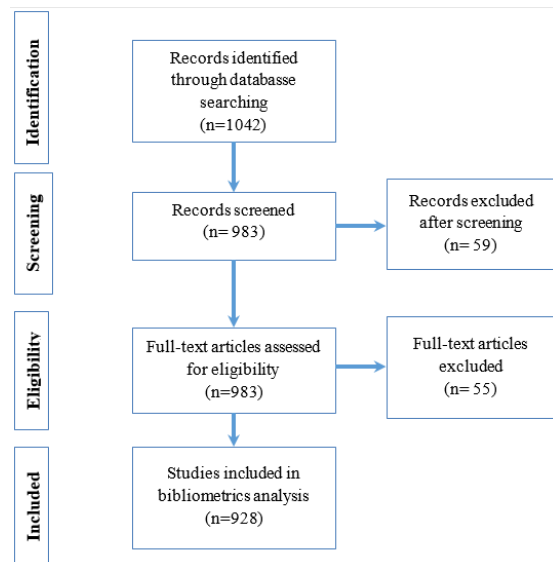 Identification
Records identified
through databasse
searching
(n=1042)
Screening
Records screened
(n= 983)
Records excluded
after screening
(n= 59)
Eligibility
Full-text articles assessed
for eligibility
(n=983)
Full-text articles
excluded
(n= 55)
Included
Studies included in
bibliometrics analysis
(n=928)